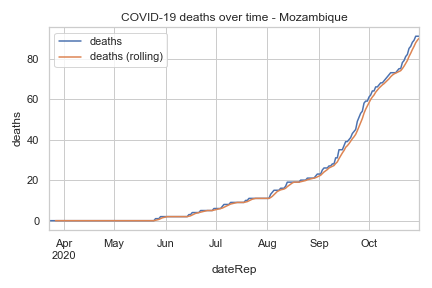 COVID-19 deaths over time - Mozambique
deaths
deaths (rolling)
80
60
40
20
0
deaths
Apr May Jun Jul Aug Sep Oct
2020
dateRep